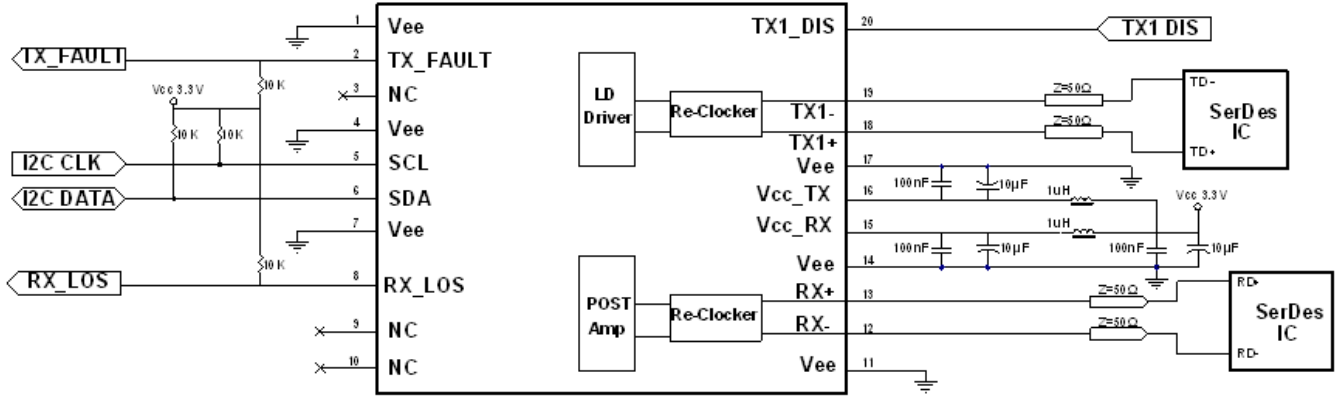 1 Vee
TX_FAULT 2 TX_FAULT
10 K
Vcc 3.3 V
3 NC
10 K 10 K
4 Vee
I2C CLK 5 SCL
I2C DATA 6 SDA
7 Vee
10 K
RX_LOS 8 RX_LOS
9 NC
10 NC
LD
Driver
Re-Clocker
POST
Amp
Re-Clocker
TX1_DIS 20 TX1 DIS
TX1- 19 Z=50Ω TD-
TX1+ 18 Z=50Ω TD+
SerDes
IC
Vee 17
100nF 10µF
Vcc_TX 16 1uH
Vcc 3.3 V
Vcc_RX 15 1uH
100nF 10µF 100nF 10µF
Vee 14
RX+ 13 Z=50Ω RD+
RX- 12 Z=50Ω RD-
SerDes
IC
Vee 11